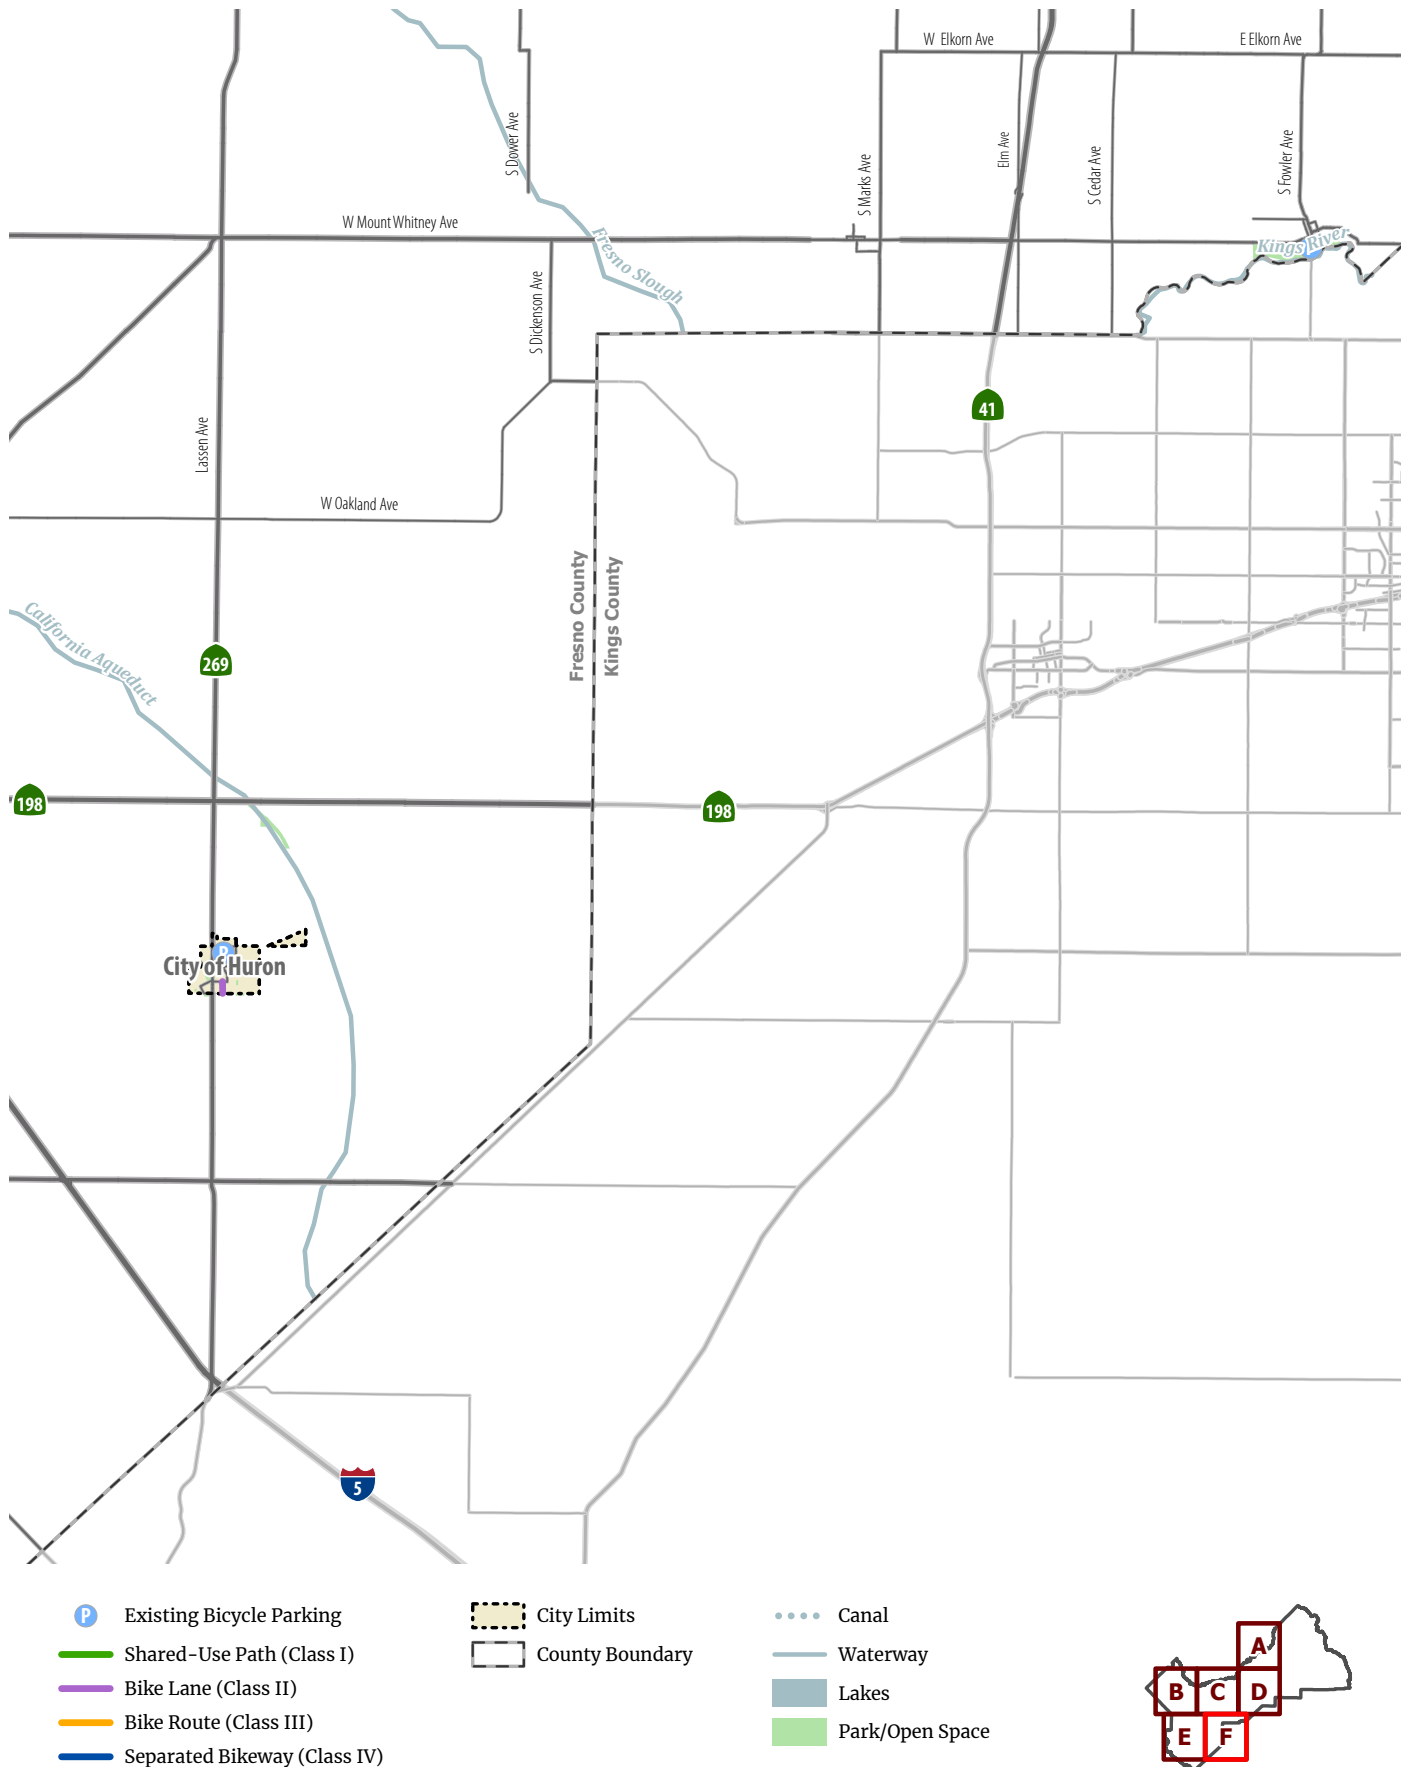 W Elkorn Ave
E Elkorn Ave
S Dower Ave
Elm Ave
S Marks Ave
S Cedar Ave
S Fowler Ave
W Mount Whitney Ave
Fresno Slough
Kings River
S Dickenson Ave
41
Lassen Ave
W Oakland Ave
Fresno County
Kings County
California Aqueduct
269
198
198
P
City of Huron
5
P Existing Bicycle Parking
Shared-Use Path (Class I)
Bike Lane (Class II)
Bike Route (Class III)
Separated Bikeway (Class IV)
City Limits
County Boundary
Canal
Waterway
Lakes
Park/Open Space
A
B C D
E F